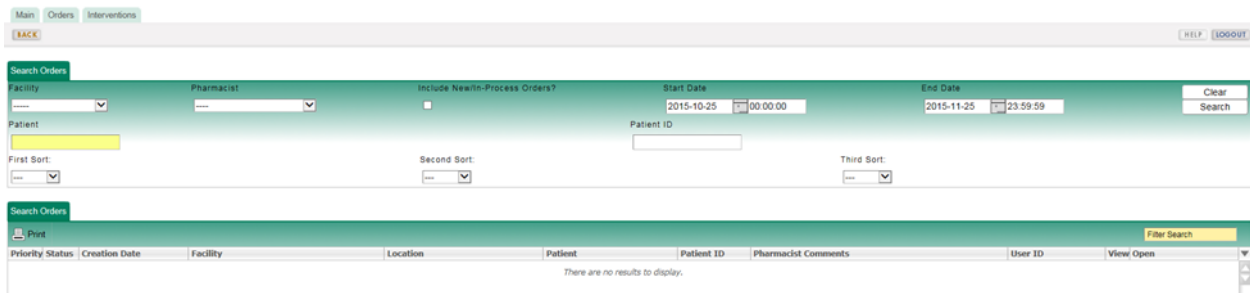 Main Orders Interventions
BACK HELP LOGOUT
Search Orders
Facility Pharmacist Include New/In-Process Orders? Start Date End Date Clear
----- ---- 2015-10-25 00:00:00 2015-11-25 23:59:59 Search
Patient Patient ID
First Sort: Second Sort: Third Sort:
--- --- ---
Search Orders
Print Filter Search
Priority Status Creation Date Facility Location Patient Patient ID Pharmacist Comments User ID View Open
There are no results to display.